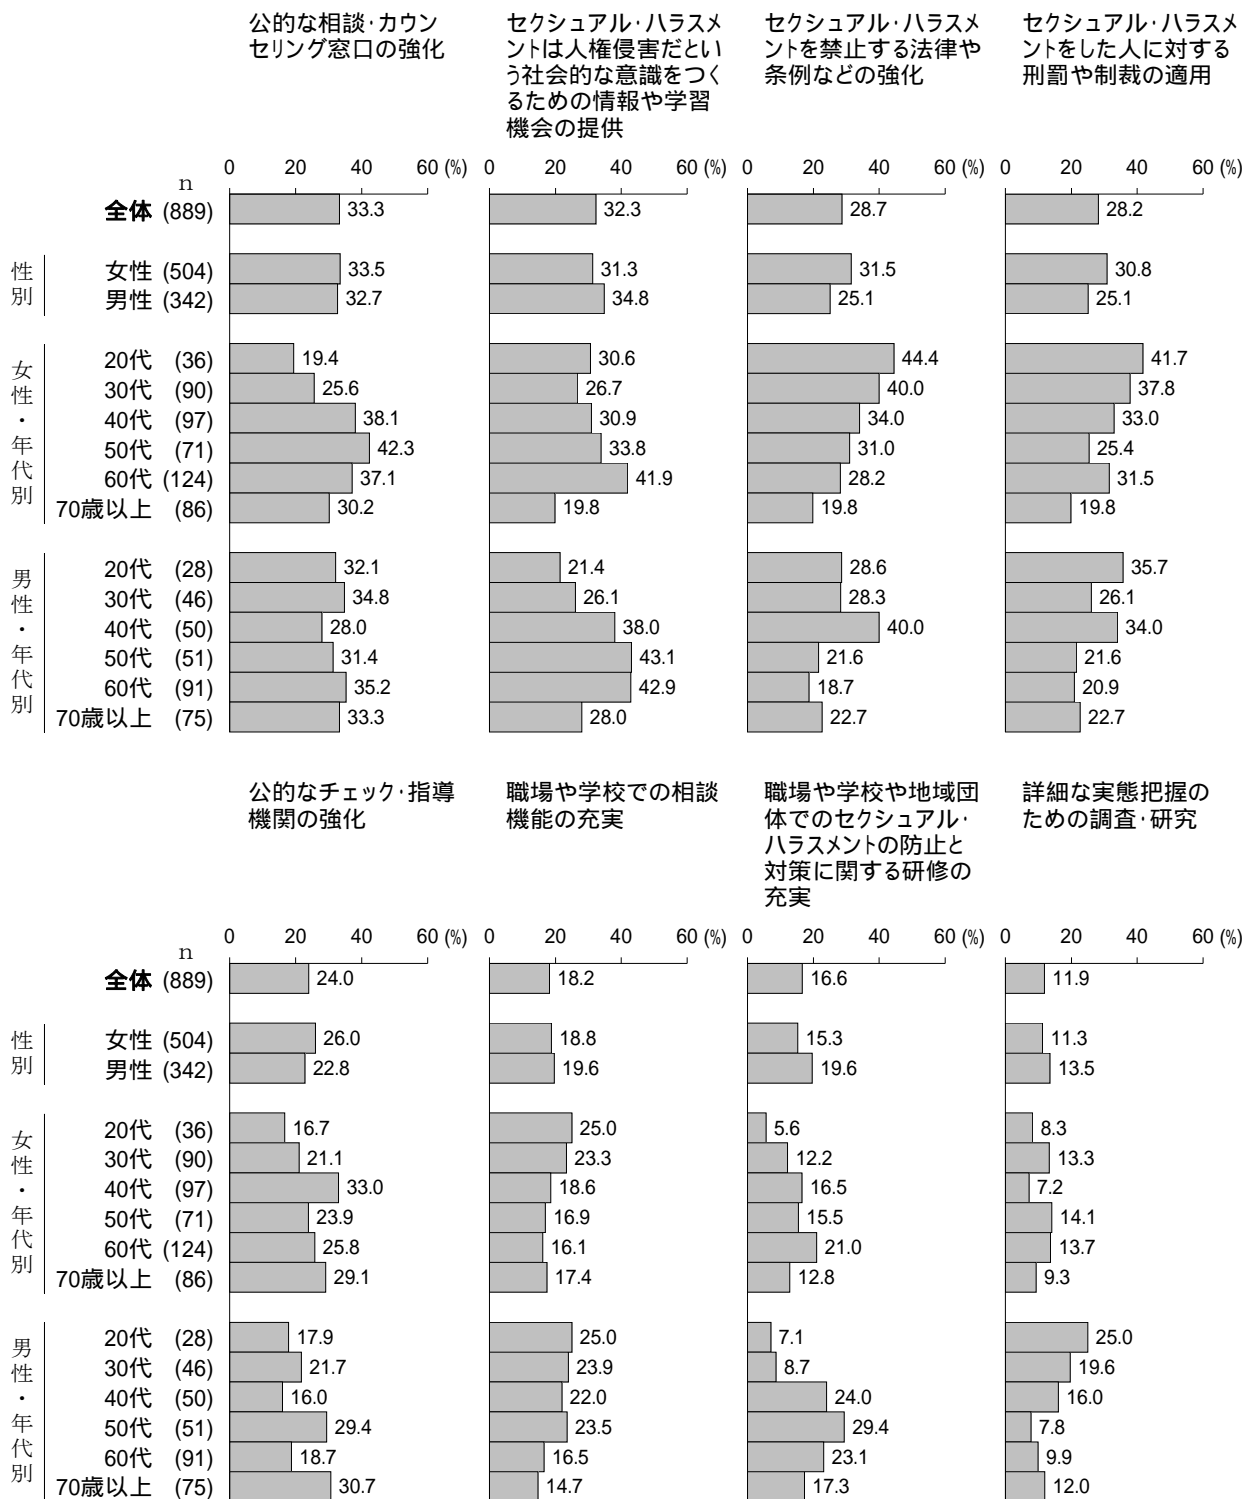 公的な相談・カウン
セリング窓口の強化
セクシュアル・ハラスメ
ントは人権侵害だとい
う社会的な意識をつく
るための情報や学習
機会の提供
セクシュアル・ハラスメ
ントを禁止する法律や
条例などの強化
セクシュアル・ハラスメ
ントをした人に対する
刑罰や制裁の適用
0 20 40 60 (%) 0 20 40 60 (%) 0 20 40 60 (%) 0 20 40 60 (%)
n
全体 (889) 33.3 32.3 28.7 28.2
性別
女性 (504) 33.5 31.3 31.5 30.8
男性 (342) 32.7 34.8 25.1 25.1
女性・年代別
20代 (36) 19.4 30.6 44.4 41.7
30代 (90) 25.6 26.7 40.0 37.8
40代 (97) 38.1 30.9 34.0 33.0
50代 (71) 42.3 33.8 31.0 25.4
60代 (124) 37.1 41.9 28.2 31.5
70歳以上 (86) 30.2 19.8 19.8 19.8
男性・年代別
20代 (28) 32.1 21.4 28.6 35.7
30代 (46) 34.8 26.1 28.3 26.1
40代 (50) 28.0 38.0 40.0 34.0
50代 (51) 31.4 43.1 21.6 21.6
60代 (91) 35.2 42.9 18.7 20.9
70歳以上 (75) 33.3 28.0 22.7 22.7
公的なチェック・指導
機関の強化
職場や学校での相談
機能の充実
職場や学校や地域団
体でのセクシュアル・
ハラスメントの防止と
対策に関する研修の
充実
詳細な実態把握の
ための調査・研究
0 20 40 60 (%) 0 20 40 60 (%) 0 20 40 60 (%) 0 20 40 60 (%)
n
全体 (889) 24.0 18.2 16.6 11.9
性別
女性 (504) 26.0 18.8 15.3 11.3
男性 (342) 22.8 19.6 19.6 13.5
女性・年代別
20代 (36) 16.7 25.0 5.6 8.3
30代 (90) 21.1 23.3 12.2 13.3
40代 (97) 33.0 18.6 16.5 7.2
50代 (71) 23.9 16.9 15.5 14.1
60代 (124) 25.8 16.1 21.0 13.7
70歳以上 (86) 29.1 17.4 12.8 9.3
男性・年代別
20代 (28) 17.9 25.0 7.1 25.0
30代 (46) 21.7 23.9 8.7 19.6
40代 (50) 16.0 22.0 24.0 16.0
50代 (51) 29.4 23.5 29.4 7.8
60代 (91) 18.7 16.5 23.1 9.9
70歳以上 (75) 30.7 14.7 17.3 12.0